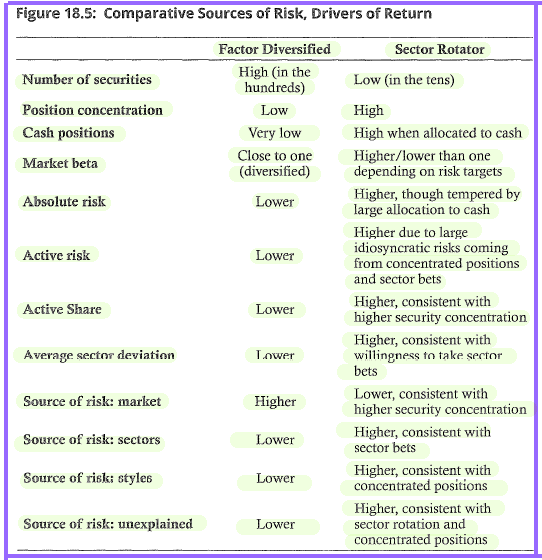 Figure 18.5: Comparative Sources of Risk, Drivers of Return
Factor Diversified Sector Rotator
Number of securities High (in the hundreds) Low (in the tens)
Position concentration Low High
Cash positions Very low High when allocated to cash
Market beta Close to one (diversified) Higher/lower than one depending on risk targets
Absolute risk Lower Higher, though tempered by large allocation to cash
Active risk Lower Higher due to large idiosyncratic risks coming from concentrated positions and sector bets
Active Share Lower Higher, consistent with higher security concentration
Average sector deviation Lower Higher, consistent with willingness to take sector bets
Source of risk: market Higher Lower, consistent with higher security concentration
Source of risk: sectors Lower Higher, consistent with sector bets
Source of risk: styles Lower Higher, consistent with concentrated positions
Source of risk: unexplained Lower Higher, consistent with sector rotation and concentrated positions